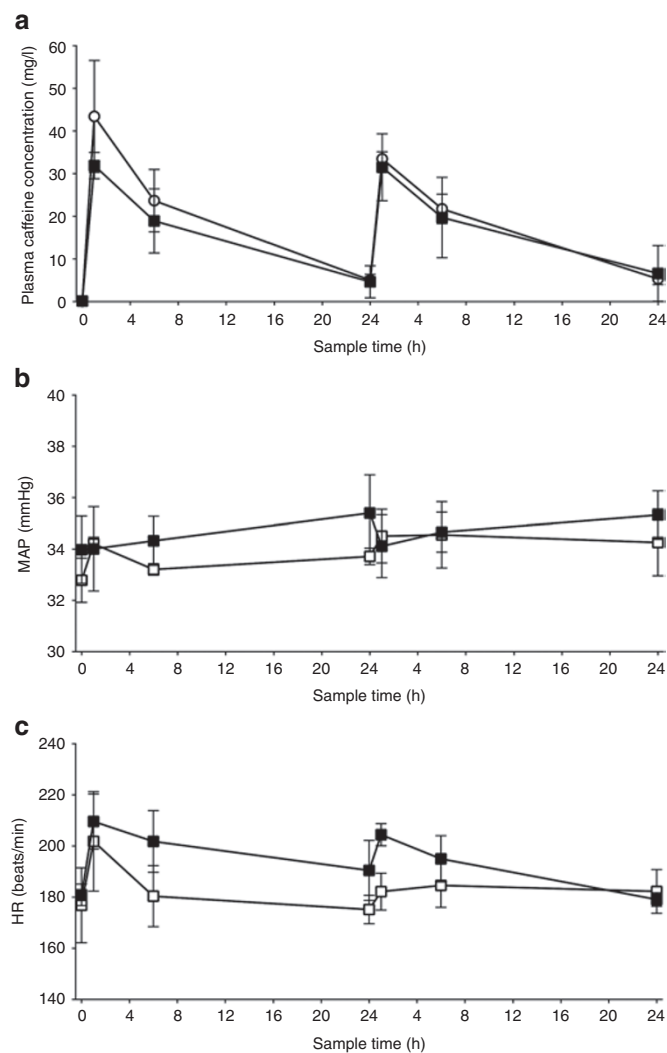 a
Plasma caffeine concentration (mg/l)
60
50
40
30
20
10
0
0 4 8 12 16 20 24 4 8 12 16 20 24
Sample time (h)
b
MAP (mmHg)
40
38
36
34
32
30
0 4 8 12 16 20 24 4 8 12 16 20 24
Sample time (h)
c
HR (beats/min)
240
220
200
180
160
140
0 4 8 12 16 20 24 4 8 12 16 20 24
Sample time (h)